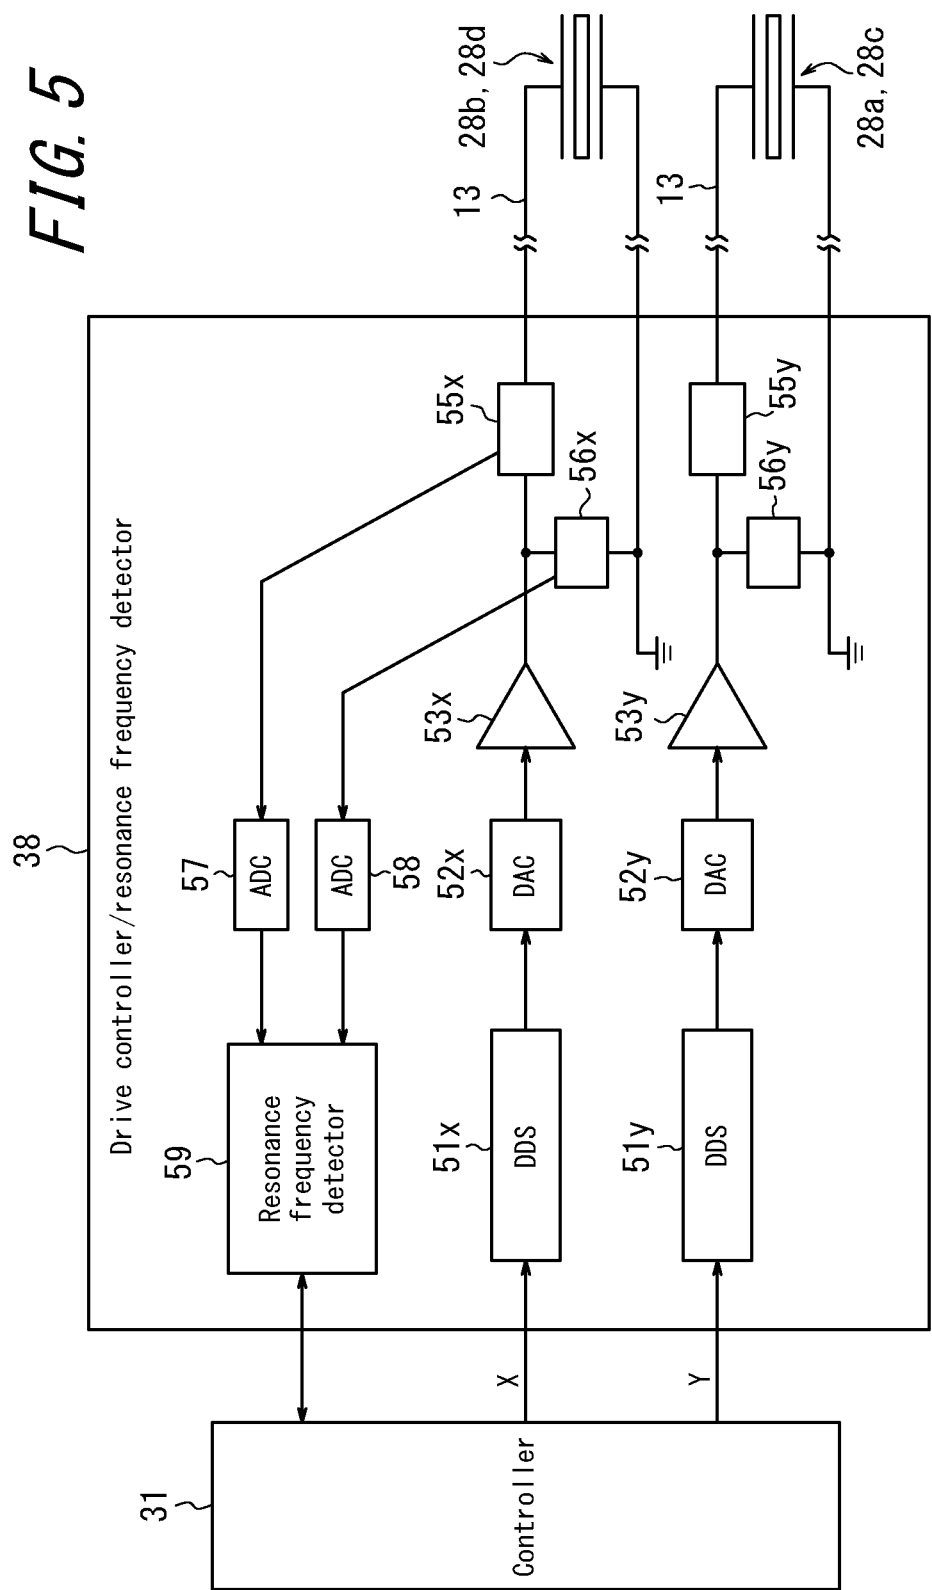 FIG. 5
38
Drive controller/resonance frequency detector
31
Controller
59
Resonance
frequency
detector
57
ADC
58
ADC
55x
56x
X
51x
DDS
52x
DAC
53x
13
28b, 28d
Y
51y
DDS
52y
DAC
53y
55y
56y
13
28a, 28c